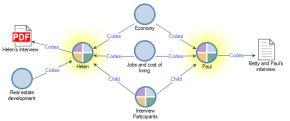 Economy
PDF
Codes
Codes
Codes
Codes
Helen's Interview
Helen
Codes
Jobs and cost of
living
Codes
Paul
Betty and Paul's
interview
Codes
Child
Child
Real estate
development
Interview
Participants